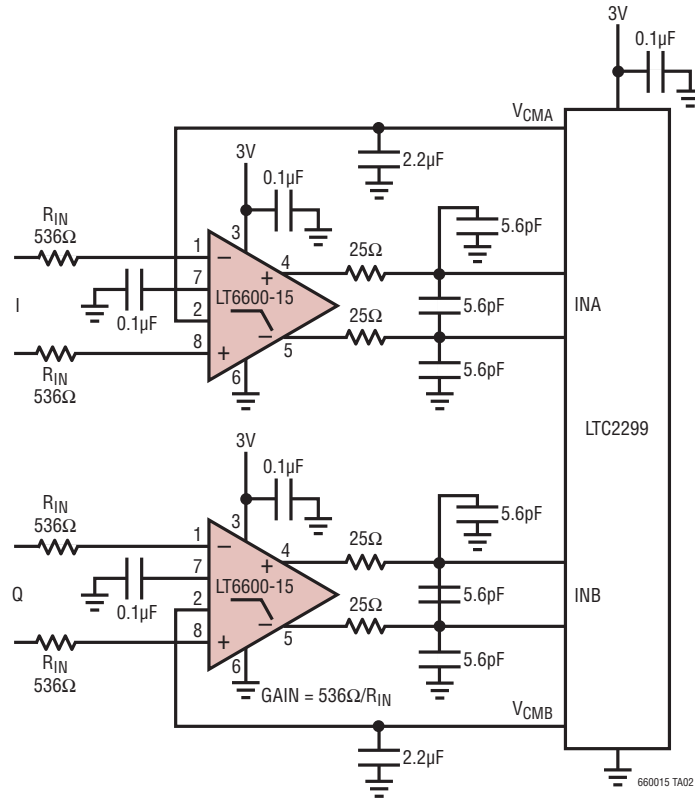 3V
0.1µF
VCMA
2.2µF
3V
0.1µF
RIN
536Ω
1
3
4
25Ω
5.6pF
−
+
7
LT6600-15
5.6pF
INA
I
0.1µF
2
25Ω
−
8
+
5
5.6pF
RIN
536Ω
6
LTC2299
3V
0.1µF
RIN
536Ω
1
3
4
25Ω
5.6pF
−
+
7
LT6600-15
5.6pF
INB
Q
0.1µF
2
25Ω
−
8
+
5
5.6pF
RIN
536Ω
6
GAIN = 536Ω/RIN
VCMB
2.2µF
660015 TA02